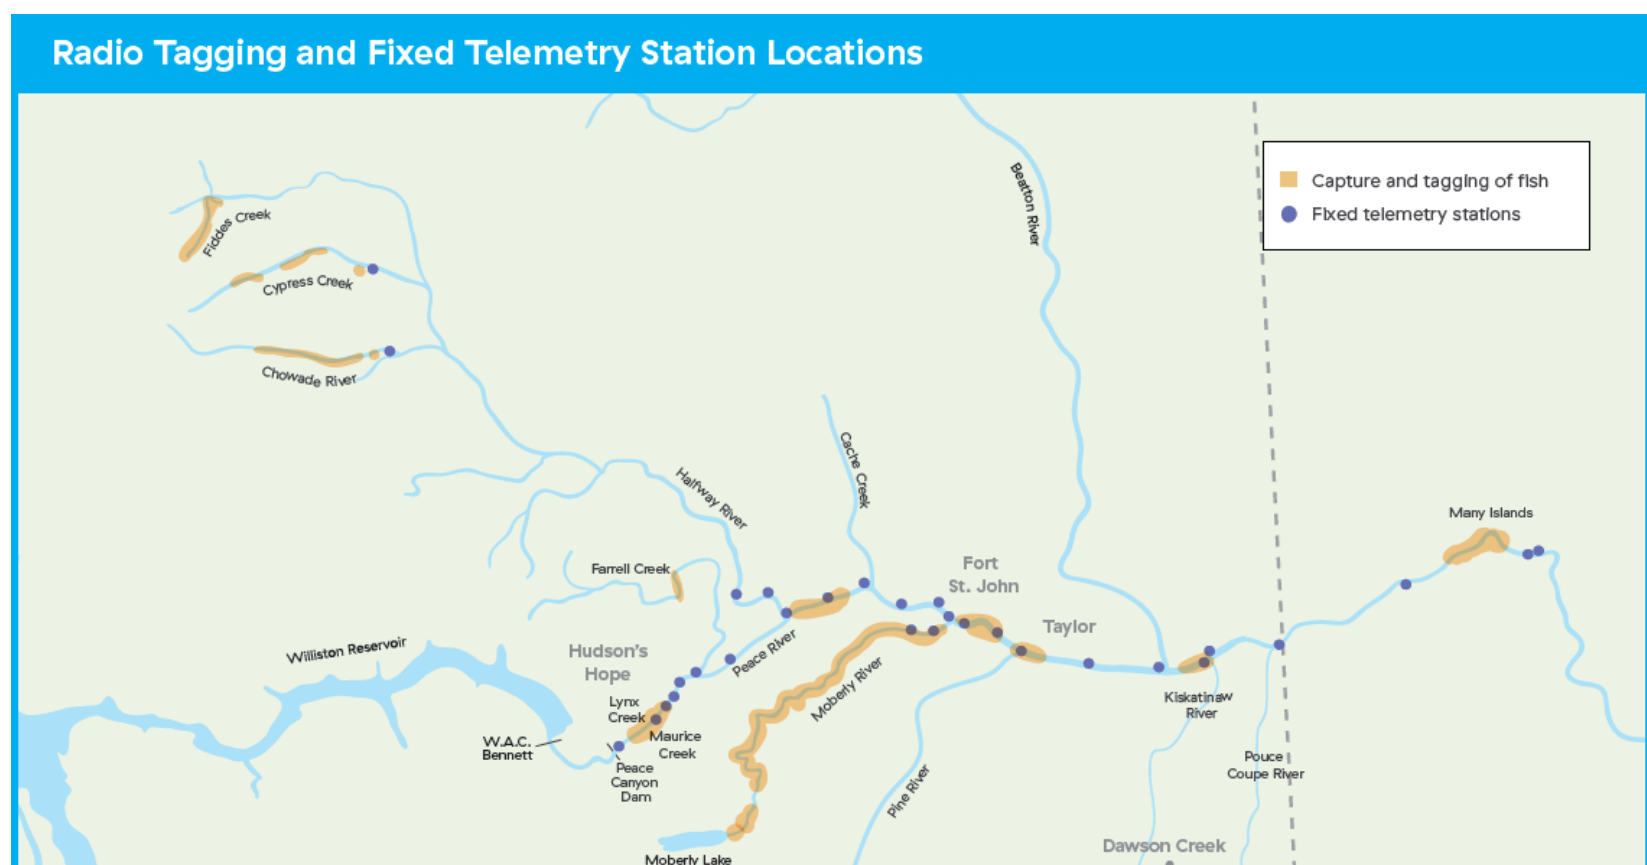 Radio Tagging and Fixed Telemetry Station Locations
Capture and tagging of fish
Fixed telemetry stations
Beatton River
Fiddes Creek
Cypress Creek
Chowade River
Cache Creek
Halfway River
Many Islands
Farrell Creek
Fort
St. John
Taylor
Williston Reservoir
Hudson's
Hope
Peace River
Moberly River
Lynx
Creek
Kiskatinaw
River
W.A.C.
Bennett
Maurice
Creek
Peace
Canyon
Dam
Pine River
Pouce
Coupe River
Dawson Creek
Moberly Lake